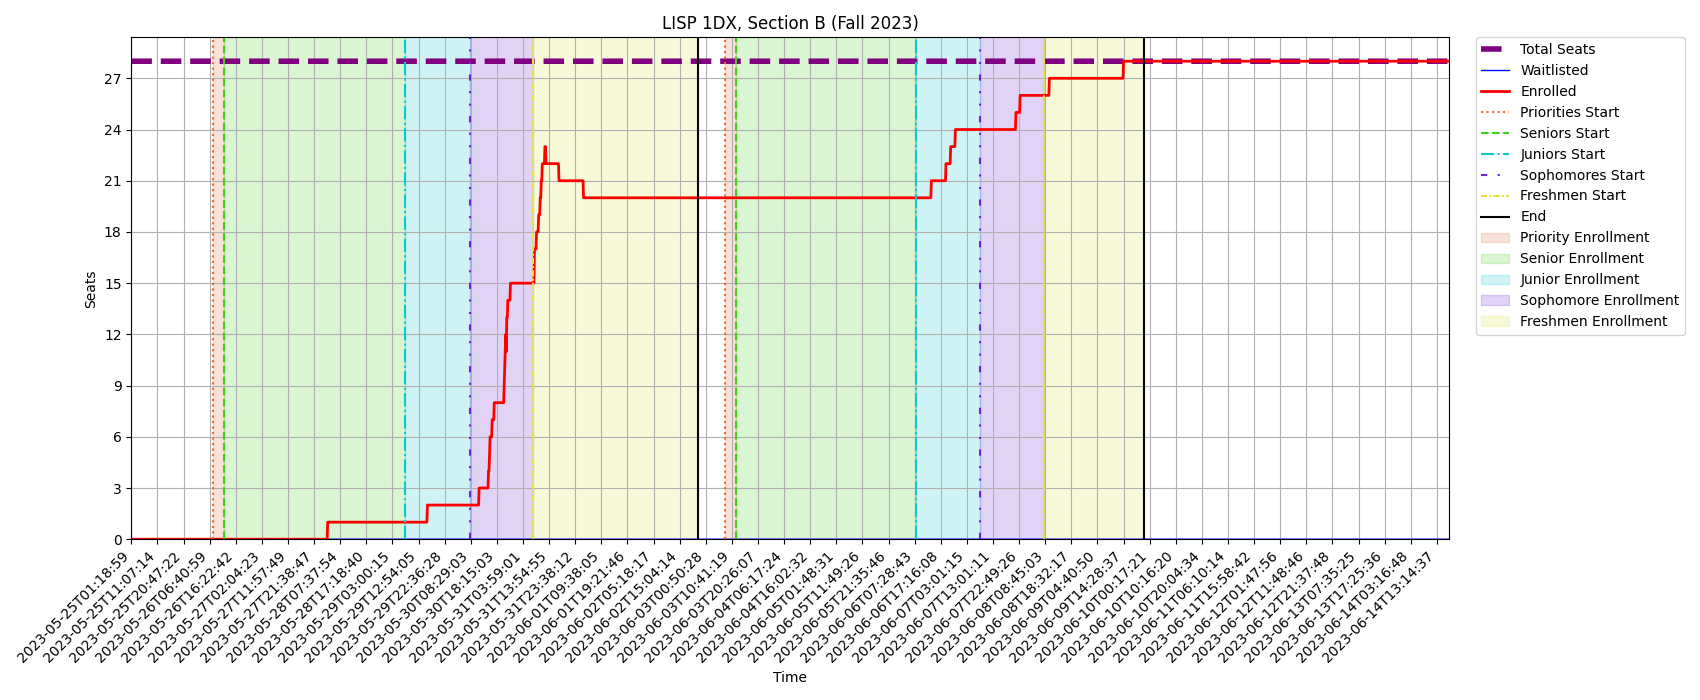 LISP 1DX, Section B (Fall 2023)
Total Seats
Waitlisted
Enrolled
Priorities Start
Seniors Start
Juniors Start
Sophomores Start
Freshmen Start
End
Priority Enrollment
Senior Enrollment
Junior Enrollment
Sophomore Enrollment
Freshmen Enrollment
Seats
27
24
21
18
15
12
9
6
3
0
2023-05-25T01:18:59
2023-05-25T11:07:14
2023-05-25T20:47:22
2023-05-26T06:40:59
2023-05-26T16:22:42
2023-05-27T02:04:23
2023-05-27T11:57:49
2023-05-27T21:38:47
2023-05-28T07:37:54
2023-05-28T17:18:40
2023-05-29T03:00:15
2023-05-29T12:54:05
2023-05-29T22:36:28
2023-05-30T08:29:03
2023-05-30T18:15:03
2023-05-31T03:59:01
2023-05-31T13:54:55
2023-05-31T23:38:12
2023-06-01T09:38:05
2023-06-01T19:21:46
2023-06-02T05:18:17
2023-06-02T15:04:14
2023-06-03T00:50:28
2023-06-03T10:41:19
2023-06-03T20:26:07
2023-06-04T06:17:24
2023-06-04T16:02:32
2023-06-05T01:48:31
2023-06-05T11:49:26
2023-06-05T21:35:46
2023-06-06T07:28:43
2023-06-06T17:16:08
2023-06-07T03:01:15
2023-06-07T13:01:11
2023-06-07T22:49:26
2023-06-08T08:45:03
2023-06-08T18:32:17
2023-06-09T04:40:50
2023-06-09T14:28:37
2023-06-10T00:17:21
2023-06-10T10:16:20
2023-06-10T20:04:34
2023-06-11T06:10:14
2023-06-11T15:58:42
2023-06-12T01:47:56
2023-06-12T11:48:46
2023-06-12T21:37:48
2023-06-13T07:35:25
2023-06-13T17:25:36
2023-06-14T03:16:48
2023-06-14T13:14:37
Time